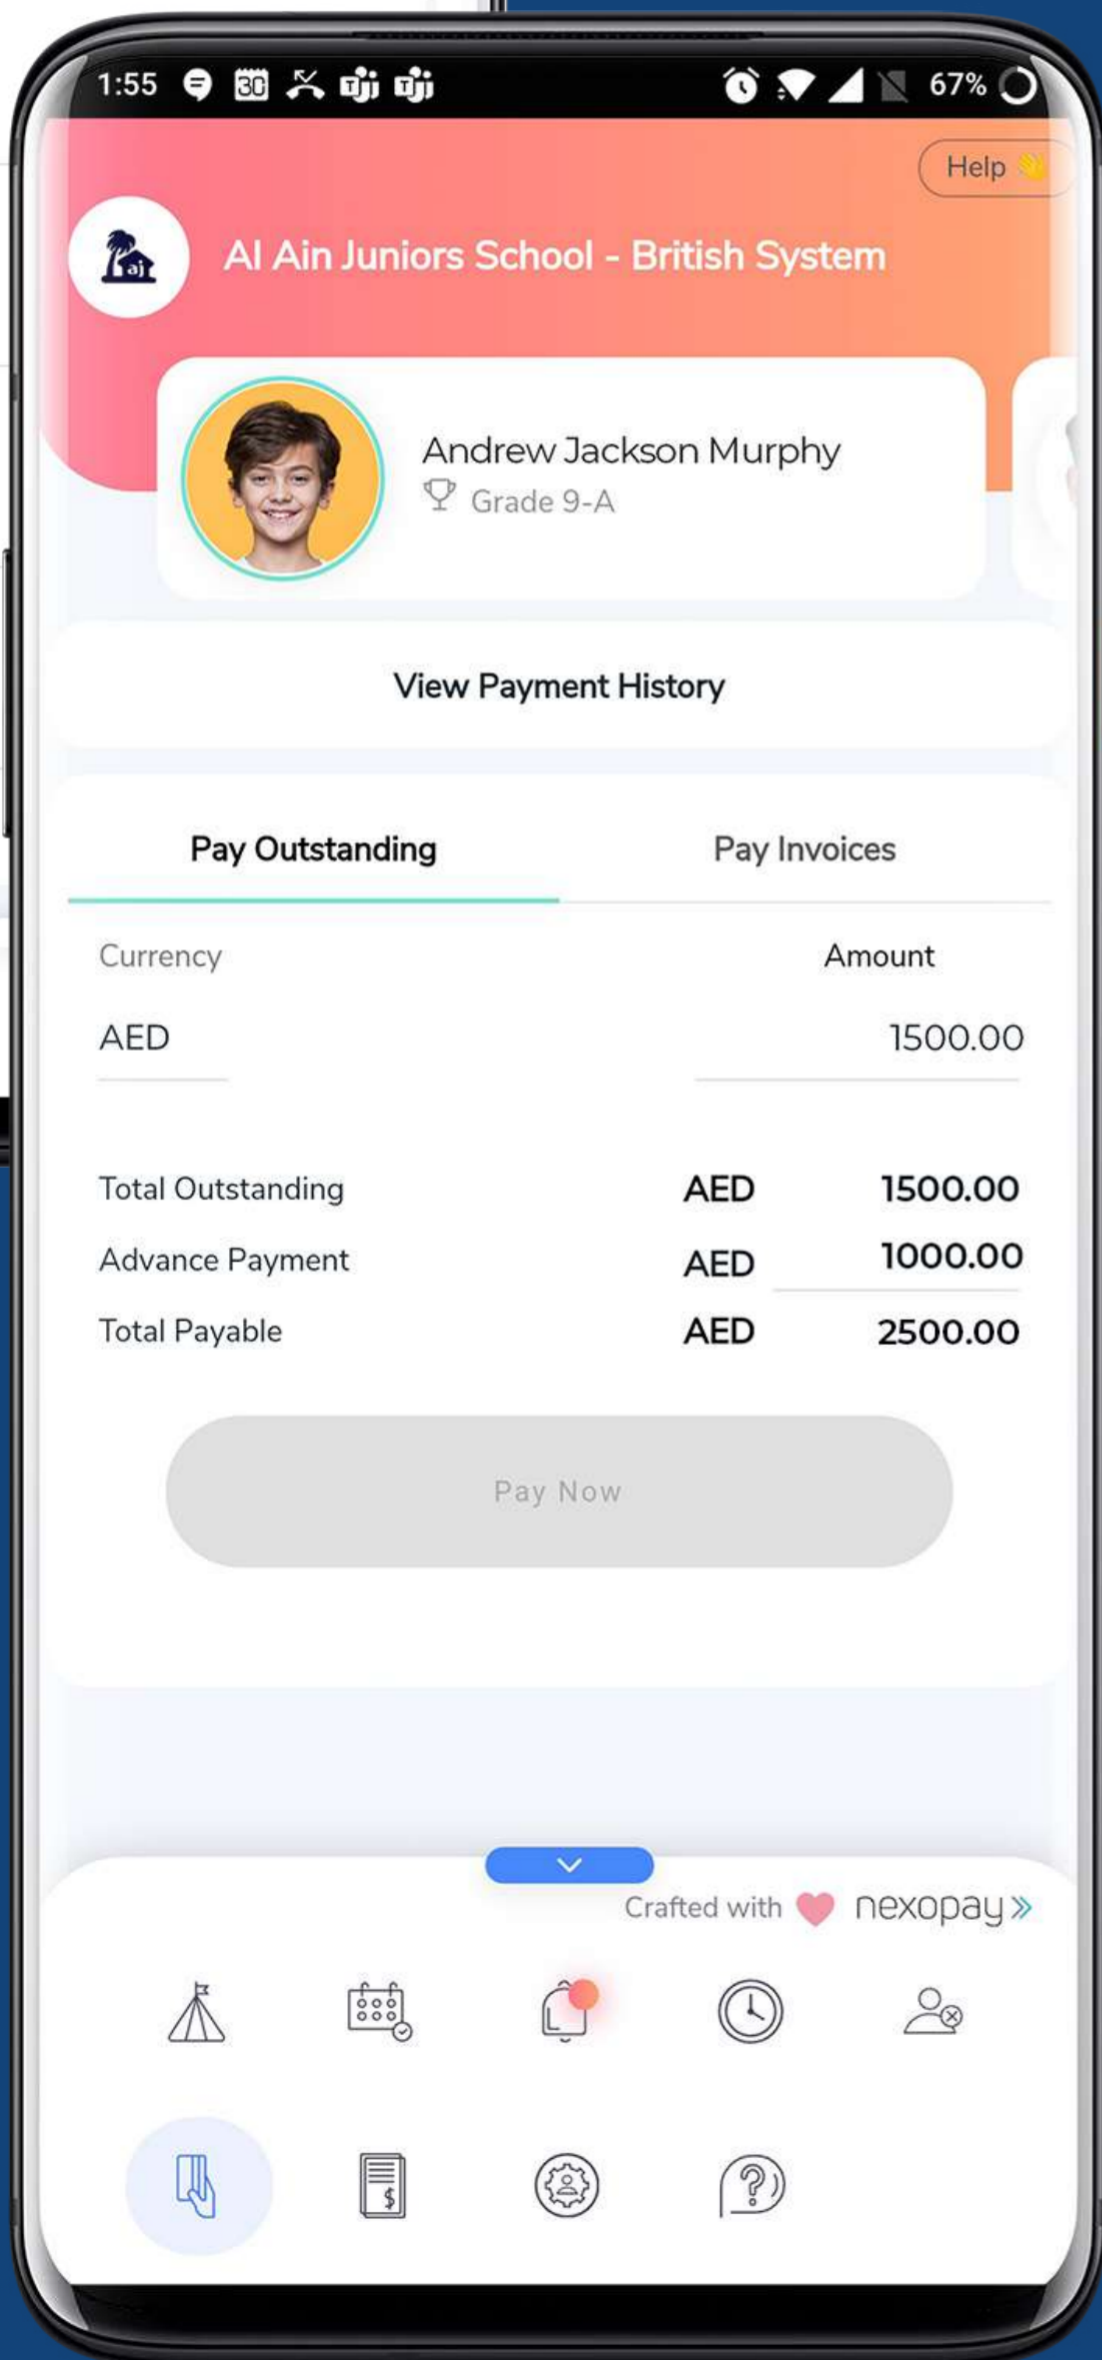 1:55 30 67%
Help
aj
Al Ain Juniors School - British System
Andrew Jackson Murphy
Grade 9-A
View Payment History
Pay Outstanding Pay Invoices
Currency Amount
AED 1500.00
Total Outstanding AED 1500.00
Advance Payment AED 1000.00
Total Payable AED 2500.00
Pay Now
Crafted with nexopay
$
?